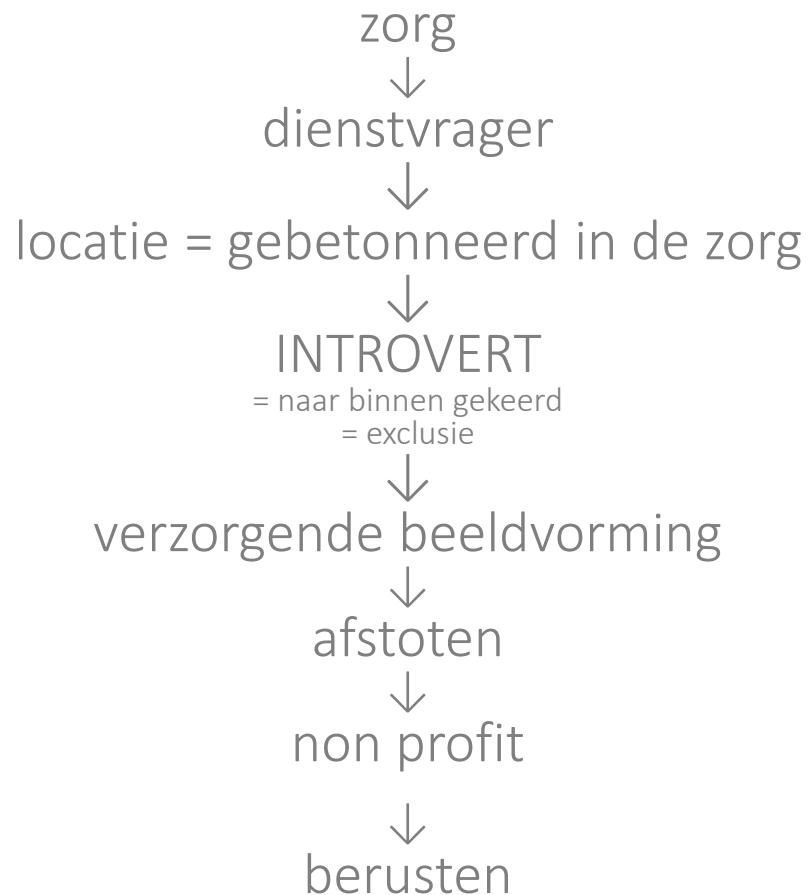 zorg
↓
dienstvrager
↓
locatie = gebetonneerd in de zorg
↓
INTROVERT
= naar binnen gekeerd
= exclusie
↓
verzorgende beeldvorming
↓
afstoten
↓
non profit
↓
berusten